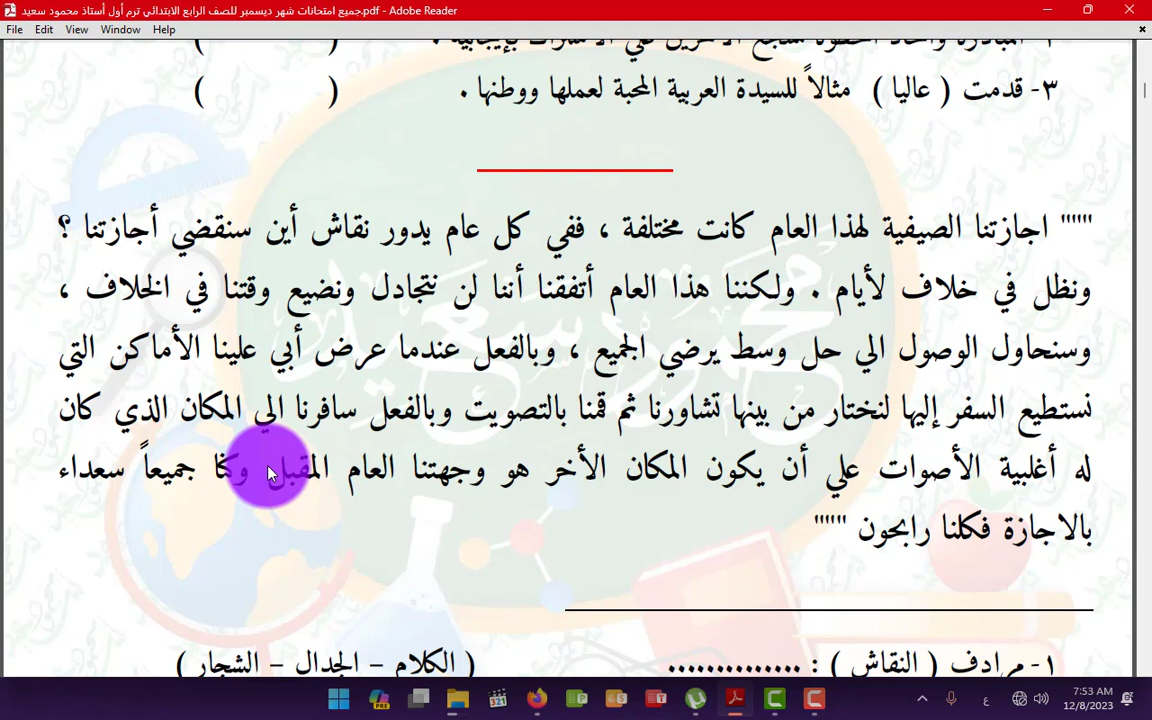 جميع امتحانات شهر ديسمبر للصف الرابع الابتدائي ترم أول أستاذ محمود سعيد.pdf - Adobe Reader
File Edit View Window Help
( )
٣- قدمت ( عاليا ) مثالاً للسيدة العربية المحبة لعملها ووطنها . ( )
""" اجازتنا الصيفية لهذا العام كانت مختلفة ، ففي كل عام يدور نقاش أين سنقضي أجازتنا ؟
ونظل في خلاف لأيام . ولكننا هذا العام أتفقنا أننا لن نتجادل ونضيع وقتنا في الخلاف ،
وسنحاول الوصول الي حل وسط يرضي الجميع ، وبالفعل عندما عرض أبي علينا الأماكن التي
نستطيع السفر إليها لنختار من بينها تشاورنا ثم قمنا بالتصويت وبالفعل سافرنا الي المكان الذي كان
له أغلبية الأصوات علي أن يكون المكان الأخر هو وجهتنا العام المقبل وكنا جميعاً سعداء
بالاجازة فكلنا رابحون """
١- مرادف ( النقاش ) : .............. ( الكلام – الجدال – الشجار )
محمود سعيد
PRE
321
ع
7:53 AM
12/8/2023